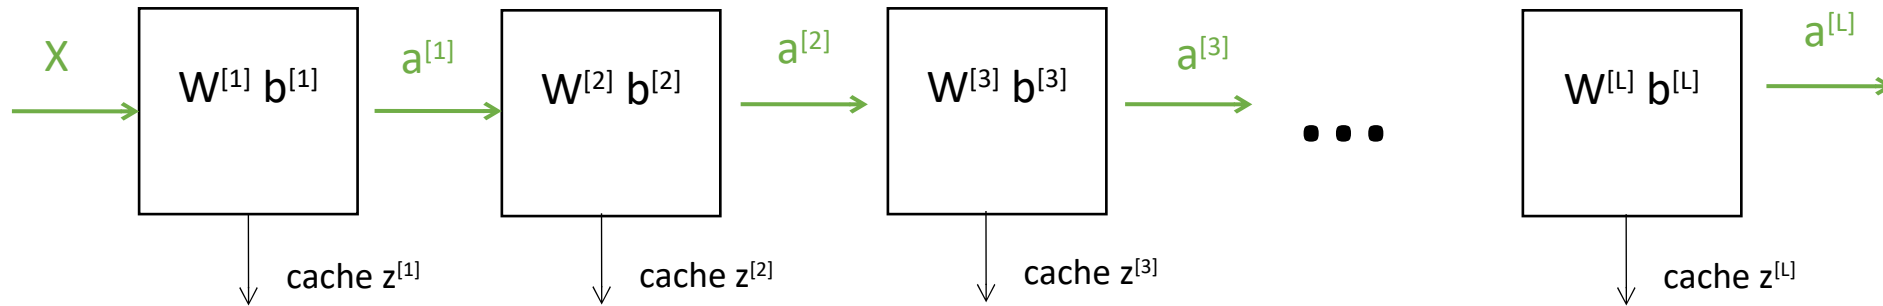 X
W[1] b[1]
a[1]
W[2] b[2]
a[2]
W[3] b[3]
a[3]
...
W[L] b[L]
a[L]
cache z[1]
cache z[2]
cache z[3]
cache z[L]